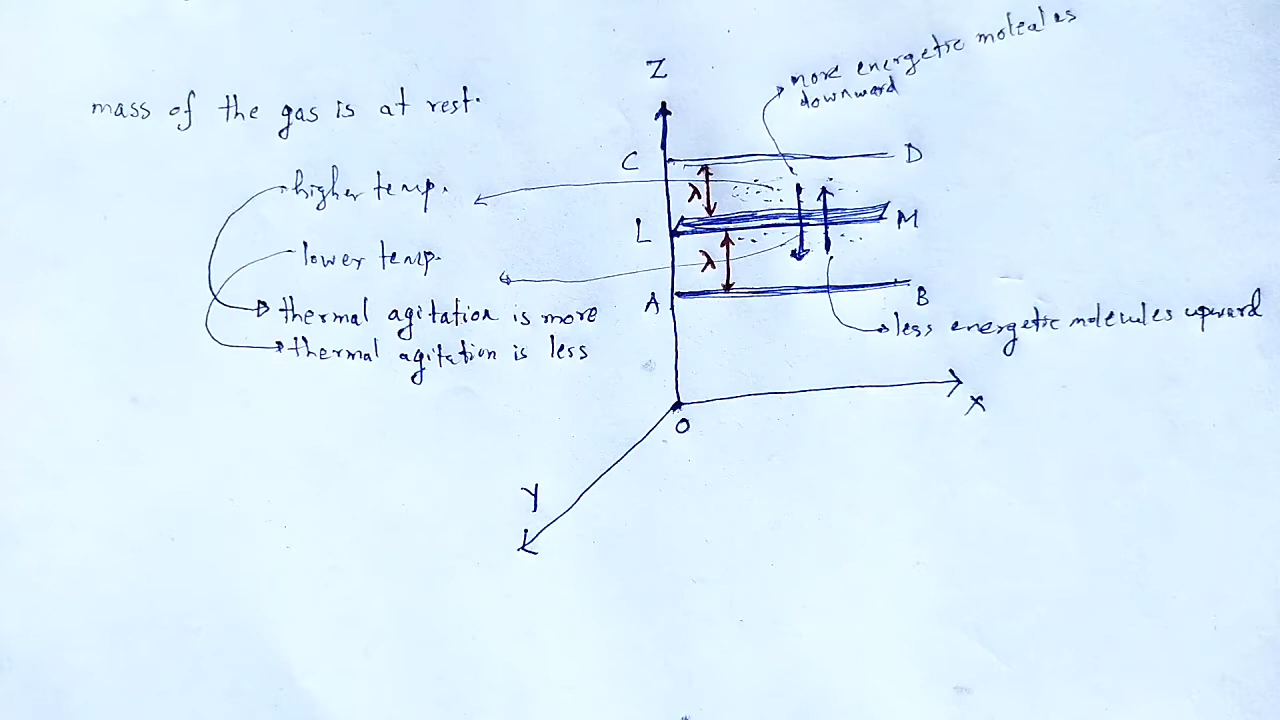 more energetic molecules
downward
Z
mass of the gas is at rest.
C
D
higher temp.
λ
L
M
lower temp.
λ
A
B
thermal agitation is more
less energetic molecules upward
thermal agitation is less
X
O
Y